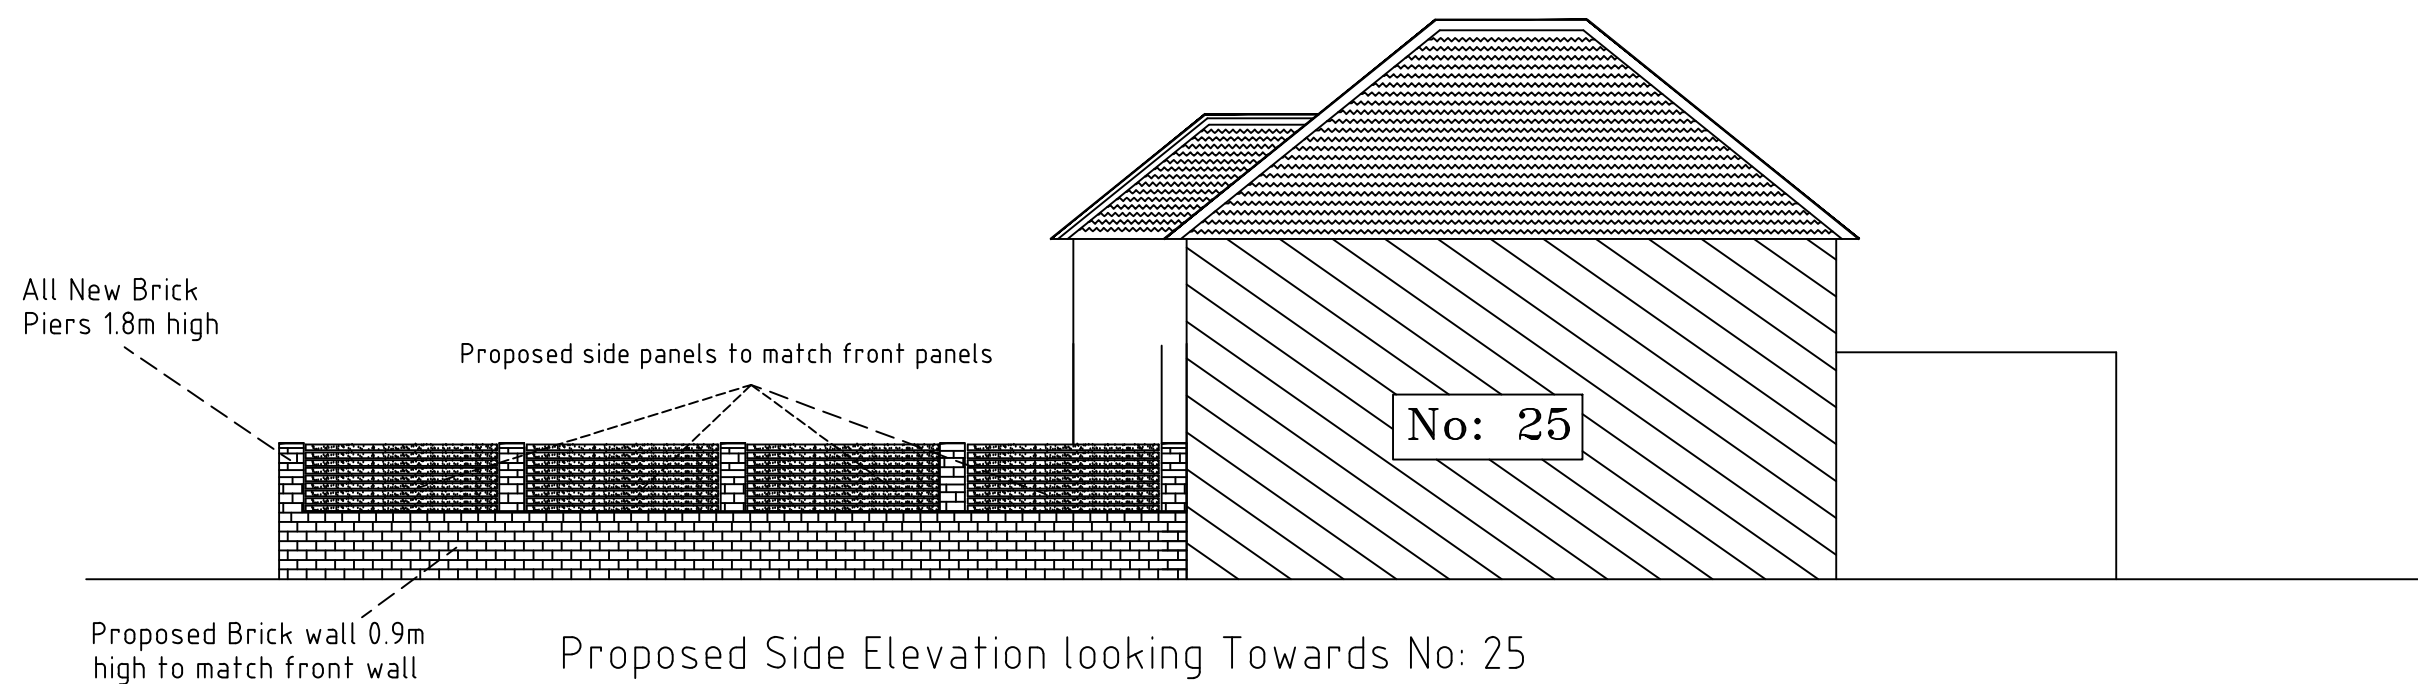 All New Brick
Piers 1.8m high
Proposed side panels to match front panels
No: 25
Proposed Brick wall 0.9m
high to match front wall
Proposed Side Elevation looking Towards No: 25